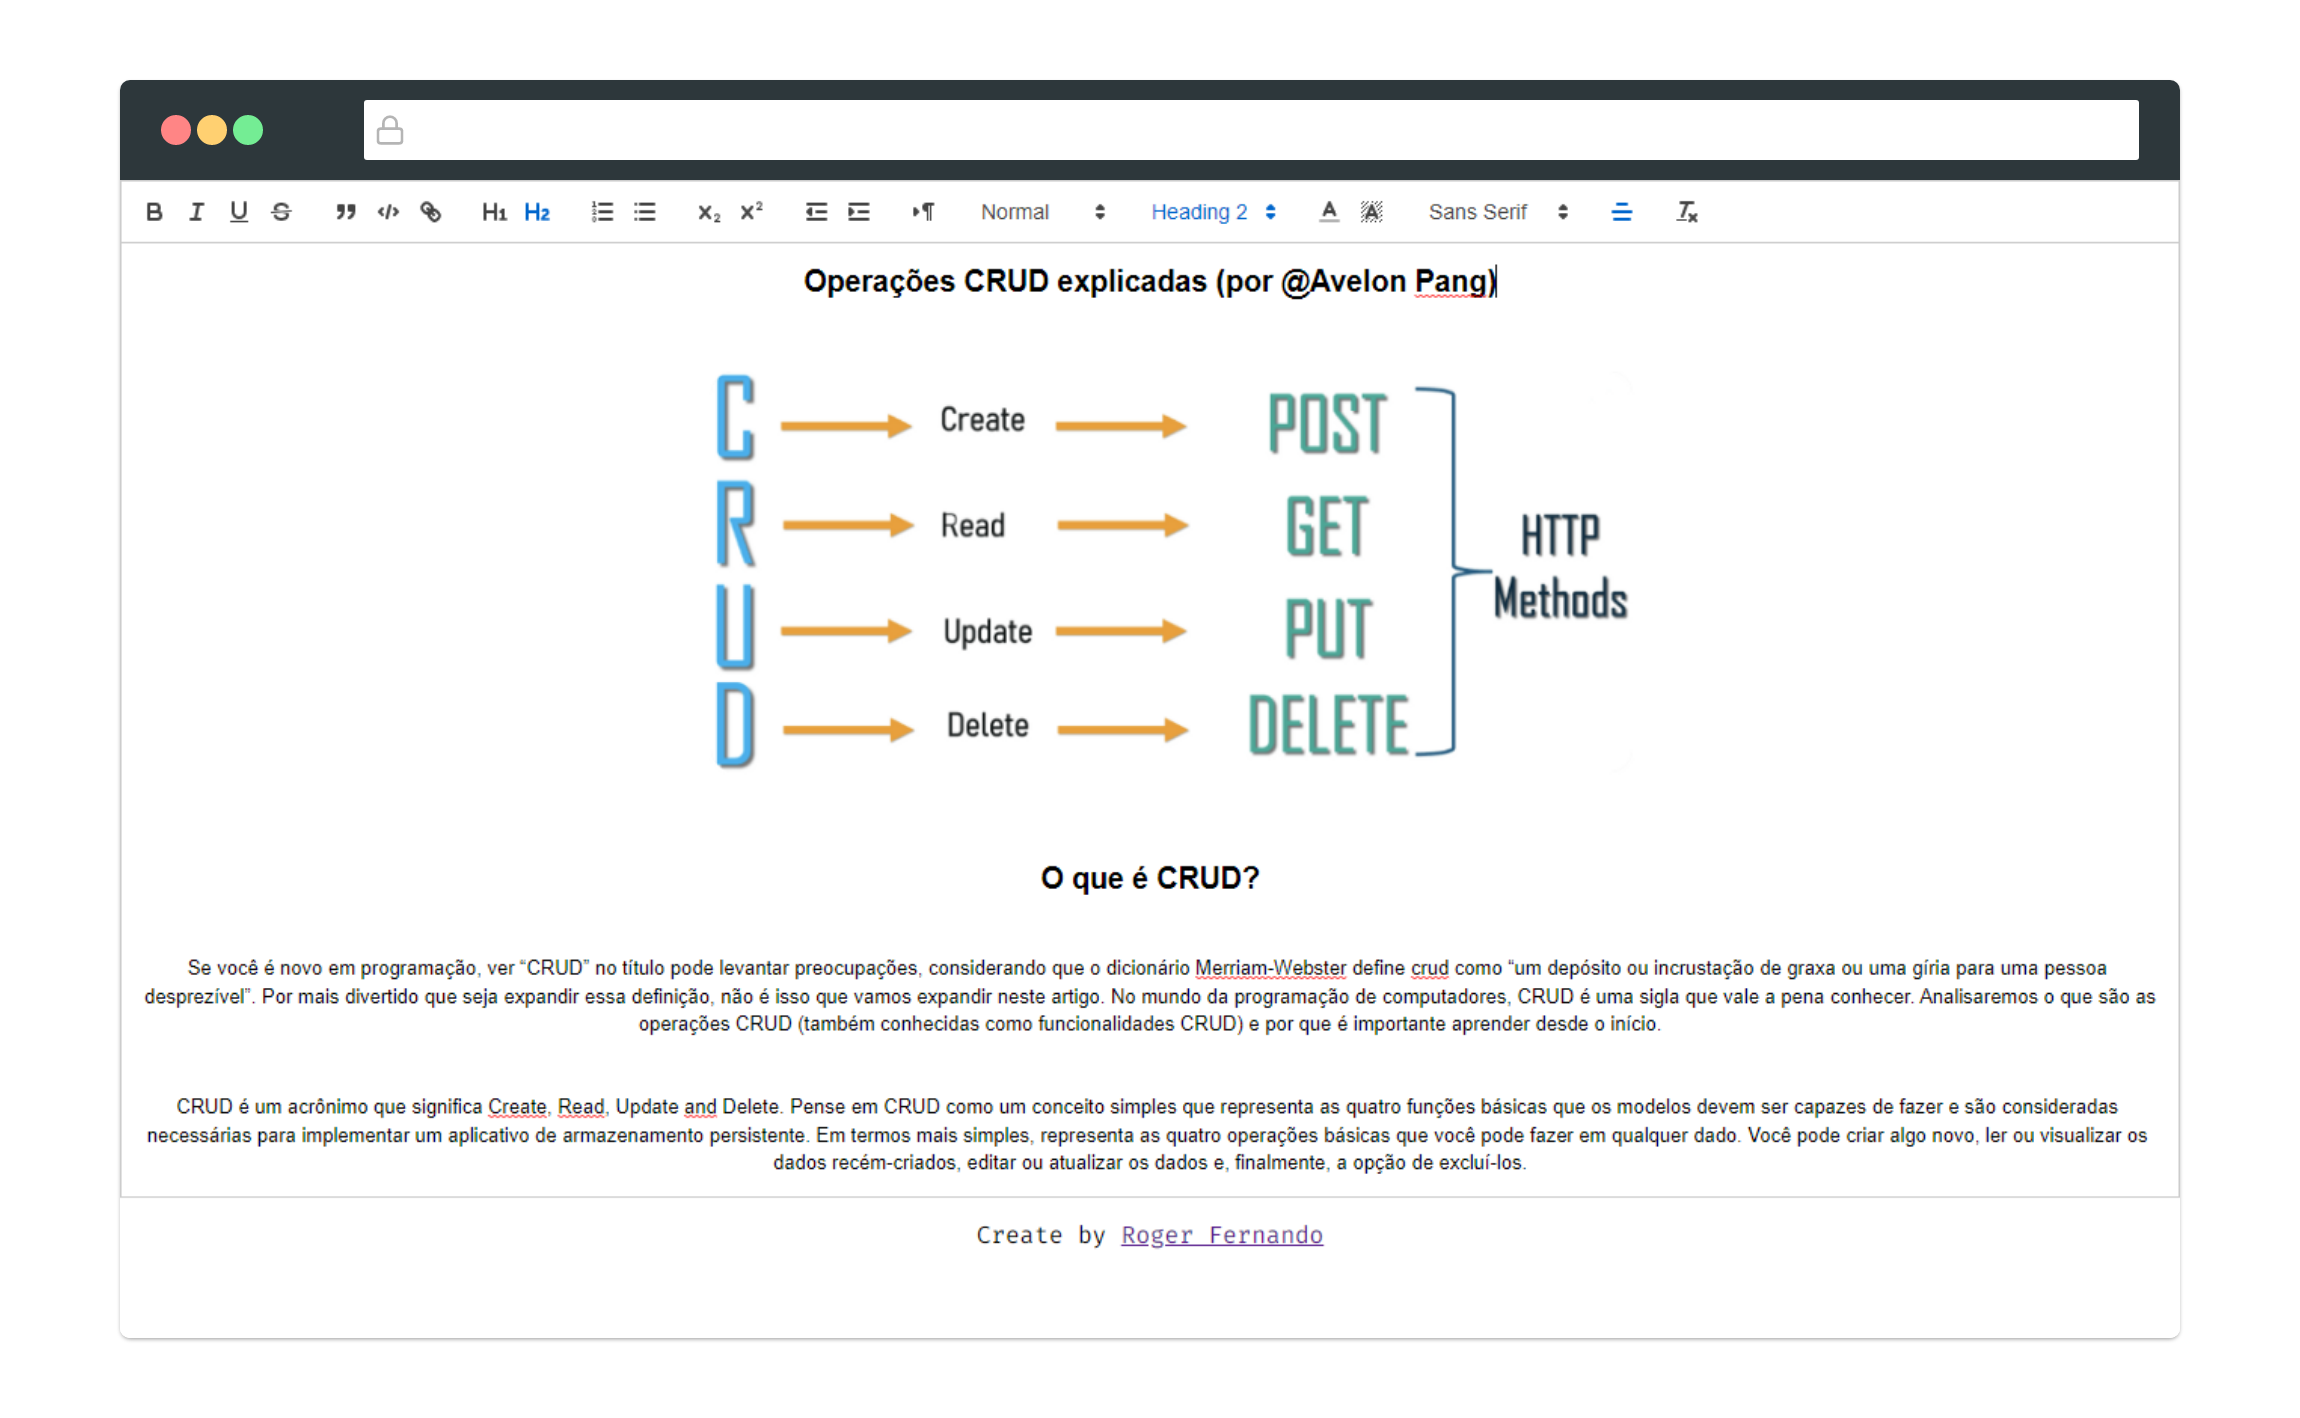 B I U S H1 H2 x₂ x² Normal Heading 2 A A Sans Serif Tx
Operações CRUD explicadas (por @Avelon Pang)
C Create POST
R Read GET
U Update PUT
D Delete DELETE
HTTP
Methods
O que é CRUD?
Se você é novo em programação, ver “CRUD” no título pode levantar preocupações, considerando que o dicionário Merriam-Webster define crud como “um depósito ou incrustação de graxa ou uma gíria para uma pessoa
desprezível”. Por mais divertido que seja expandir essa definição, não é isso que vamos expandir neste artigo. No mundo da programação de computadores, CRUD é uma sigla que vale a pena conhecer. Analisaremos o que são as
operações CRUD (também conhecidas como funcionalidades CRUD) e por que é importante aprender desde o início.
CRUD é um acrônimo que significa Create, Read, Update and Delete. Pense em CRUD como um conceito simples que representa as quatro funções básicas que os modelos devem ser capazes de fazer e são consideradas
necessárias para implementar um aplicativo de armazenamento persistente. Em termos mais simples, representa as quatro operações básicas que você pode fazer em qualquer dado. Você pode criar algo novo, ler ou visualizar os
dados recém-criados, editar ou atualizar os dados e, finalmente, a opção de excluí-los.
Create by Roger Fernando